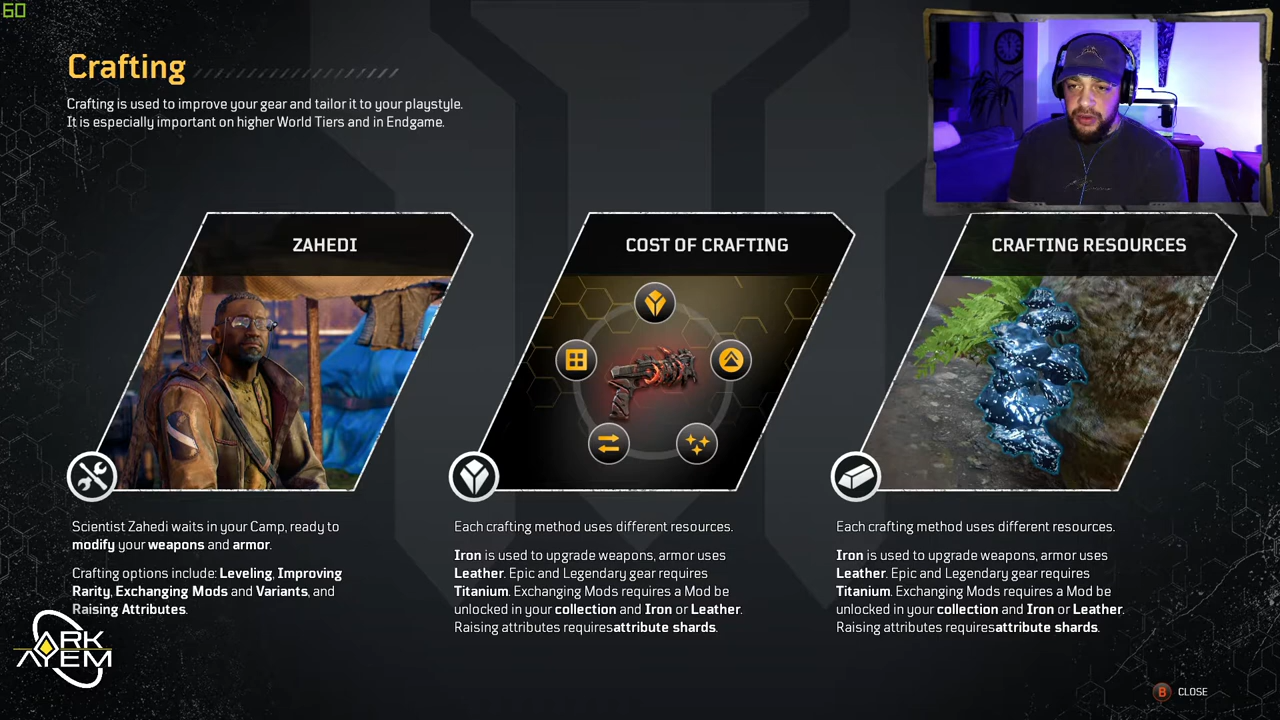 60
Crafting
Crafting is used to improve your gear and tailor it to your playstyle.
It is especially important on higher World Tiers and in Endgame.
ZAHEDI
Scientist Zahedi waits in your Camp, ready to
modify your weapons and armor.
Crafting options include: Leveling, Improving
Rarity, Exchanging Mods and Variants, and
Raising Attributes.
COST OF CRAFTING
Each crafting method uses different resources.
Iron is used to upgrade weapons, armor uses
Leather. Epic and Legendary gear requires
Titanium. Exchanging Mods requires a Mod be
unlocked in your collection and Iron or Leather.
Raising attributes requiresattribute shards.
CRAFTING RESOURCES
Each crafting method uses different resources.
Iron is used to upgrade weapons, armor uses
Leather. Epic and Legendary gear requires
Titanium. Exchanging Mods requires a Mod be
unlocked in your collection and Iron or Leather.
Raising attributes requiresattribute shards.
ARK
AYEM
B CLOSE